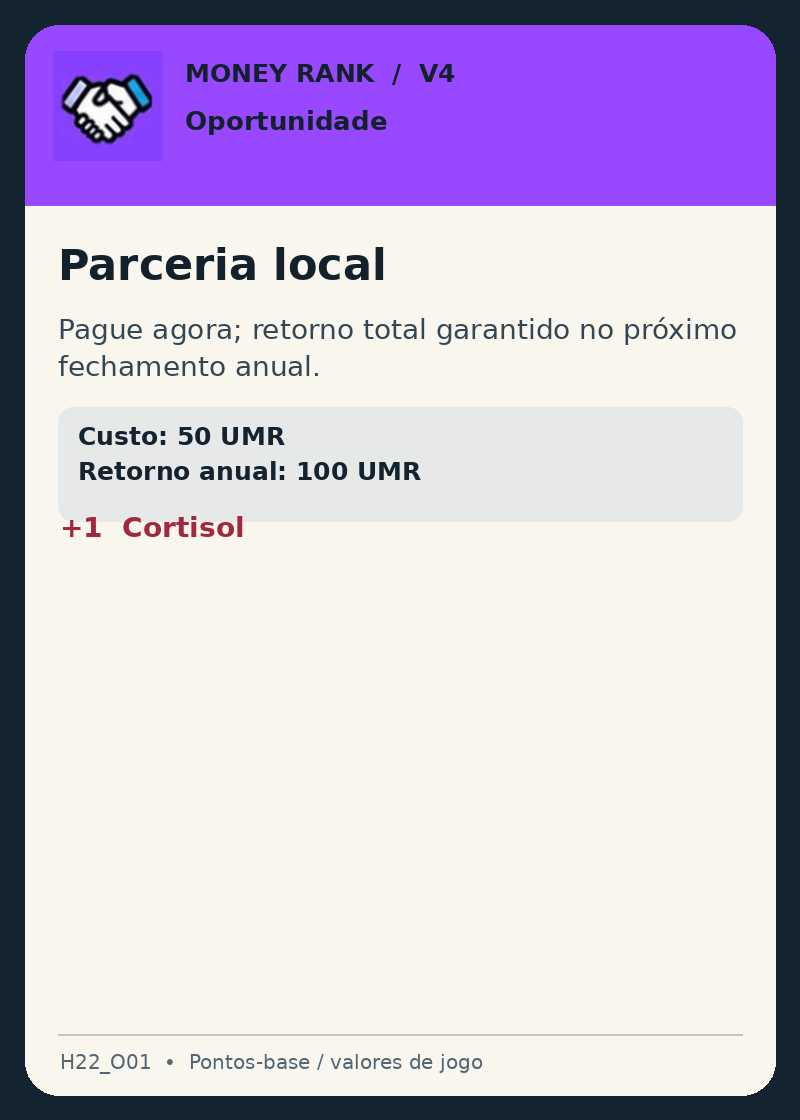 MONEY RANK / V4
Oportunidade
Parceria local
Pague agora; retorno total garantido no próximo
fechamento anual.
Custo: 50 UMR
Retorno anual: 100 UMR
+1 Cortisol
H22_O01 • Pontos-base / valores de jogo